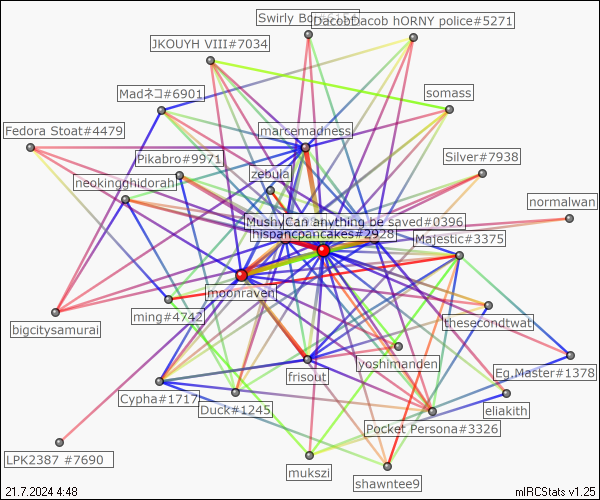 Swirly Bo
DacobDacob hORNY police#5271
JKOUYH VIII#7034
Madネコ#6901
somass
Fedora Stoat#4479
marcemadness
Pikabro#9971
Silver#7938
neokingghidorah
zebula
normalwan
Can anything be saved#0396
hispancpancakes#2928
Majestic#3375
moonraven
ming#4742
bigcitysamurai
thesecondtwat
yoshimanden
frisout
Eg.Master#1378
Cypha#1717
Duck#1245
eliakith
Pocket Persona#3326
LPK2387 #7690
mukszi
shawntee9
21.7.2024 4:48
mIRCStats v1.25